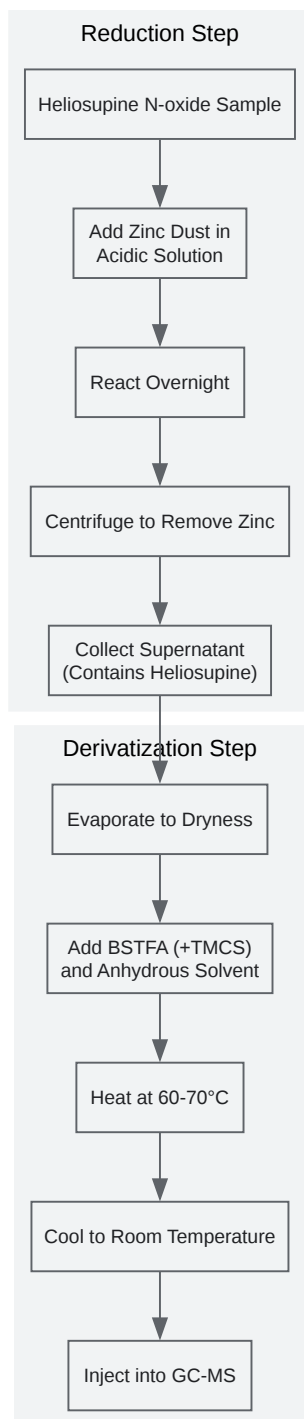 Reduction Step
Heliosupine N-oxide Sample
Add Zinc Dust in
Acidic Solution
React Overnight
Centrifuge to Remove Zinc
Collect Supernatant
(Contains Heliosupine)
Derivatization Step
Evaporate to Dryness
Add BSTFA (+TMCS)
and Anhydrous Solvent
Heat at 60-70°C
Cool to Room Temperature
Inject into GC-MS